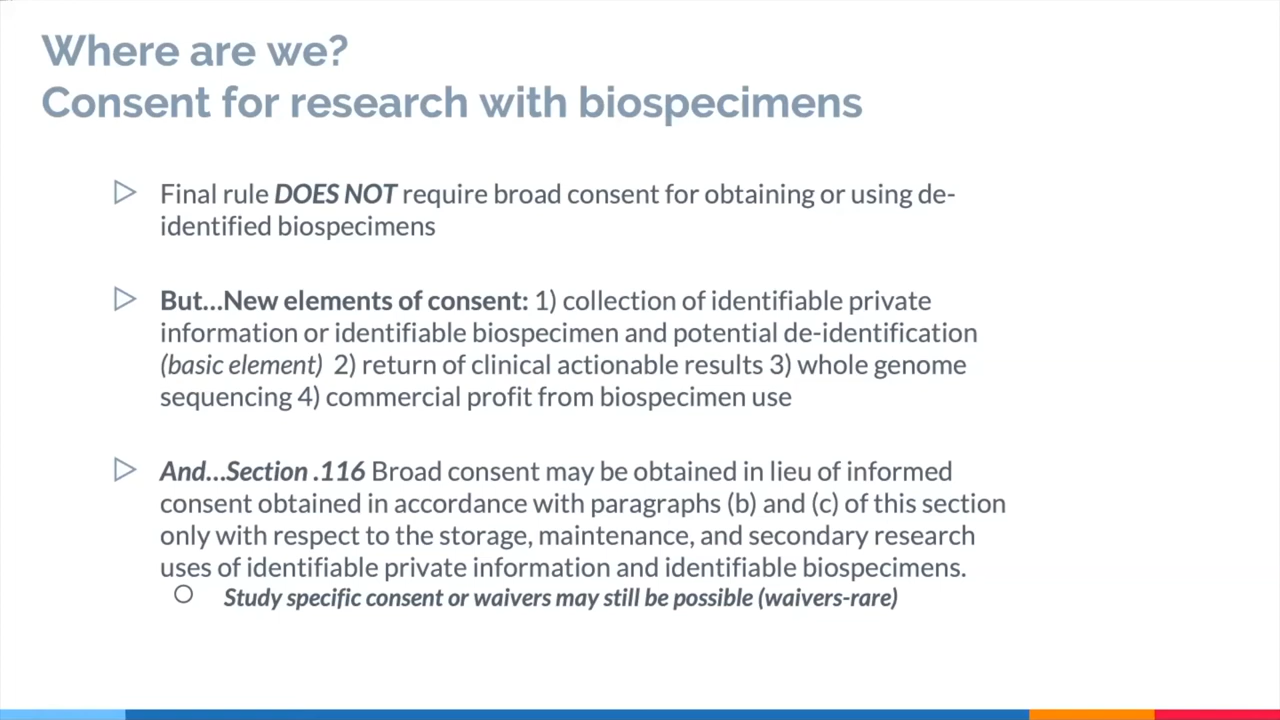 Where are we?
Consent for research with biospecimens
Final rule DOES NOT require broad consent for obtaining or using de-
identified biospecimens
But...New elements of consent: 1) collection of identifiable private
information or identifiable biospecimen and potential de-identification
(basic element) 2) return of clinical actionable results 3) whole genome
sequencing 4) commercial profit from biospecimen use
And...Section .116 Broad consent may be obtained in lieu of informed
consent obtained in accordance with paragraphs (b) and (c) of this section
only with respect to the storage, maintenance, and secondary research
uses of identifiable private information and identifiable biospecimens.
Study specific consent or waivers may still be possible (waivers-rare)